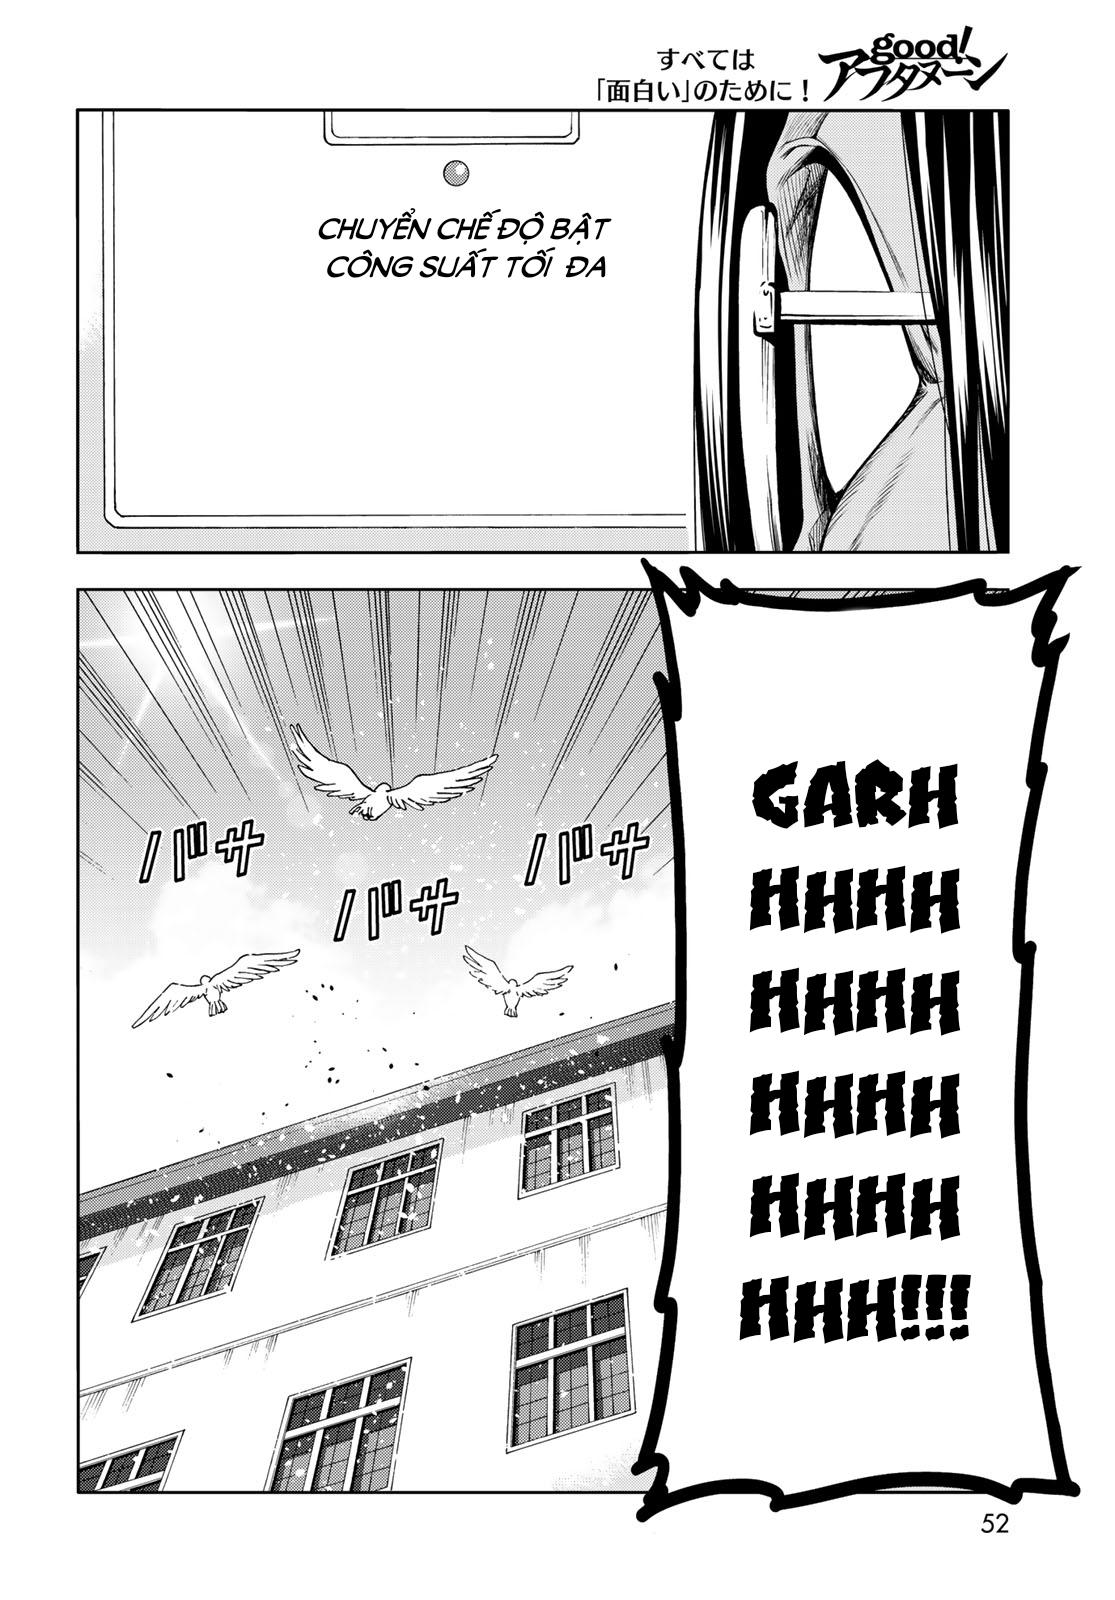 すべては
「面白い」のために！
good!
アフタヌーン
CHUYỂN CHẾ ĐỘ BẬT
CÔNG SUẤT TỐI ĐA
GARH
HHHH
HHHH
HHHH
HHHH
HHH!!!
バサ
バサ
バサ
52